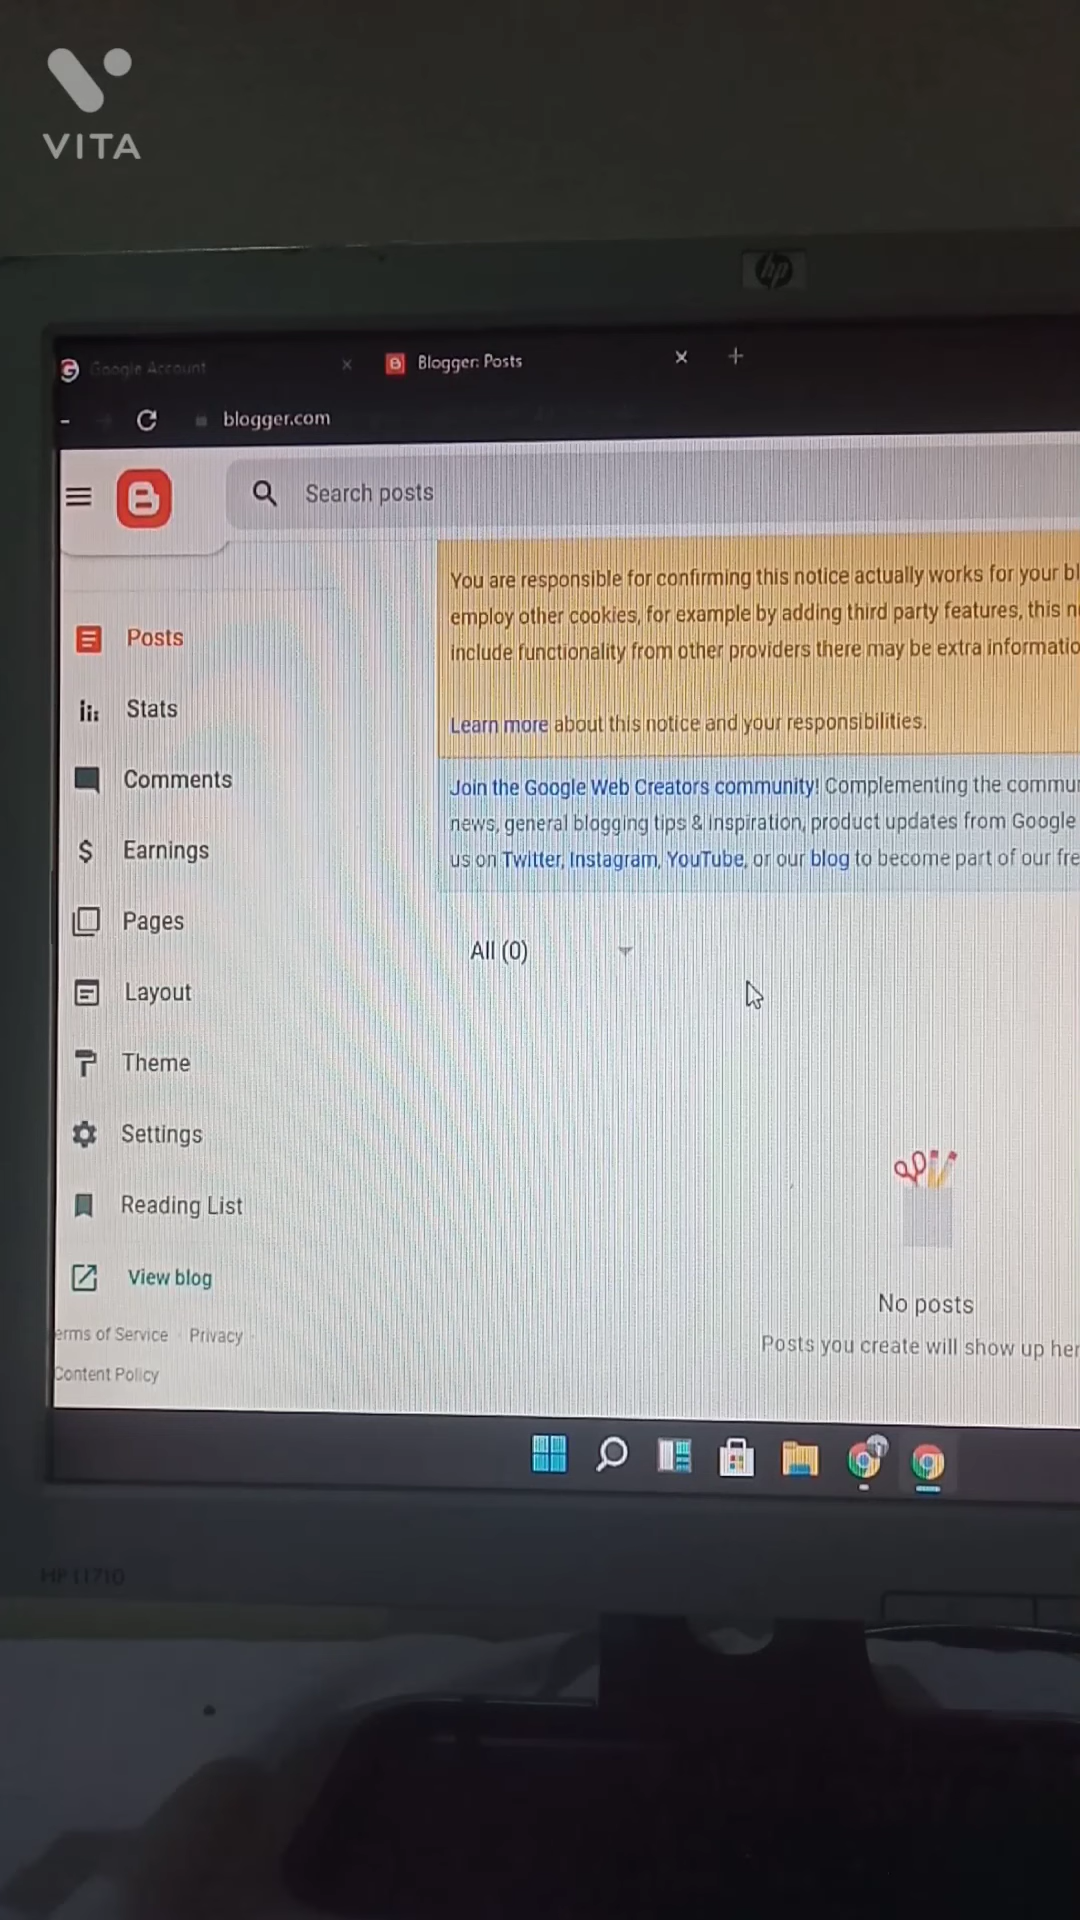 VITA
hp
Google Account
Blogger: Posts
blogger.com
Search posts
You are responsible for confirming this notice actually works for your bl
employ other cookies, for example by adding third party features, this n
include functionality from other providers there may be extra informatio
Learn more about this notice and your responsibilities.
Join the Google Web Creators community! Complementing the commu
news, general blogging tips & inspiration, product updates from Google
us on Twitter, Instagram, YouTube, or our blog to become part of our fre
Posts
Stats
Comments
Earnings
Pages
Layout
Theme
Settings
Reading List
View blog
All (0)
No posts
Posts you create will show up her
erms of Service · Privacy ·
Content Policy
HP L1710